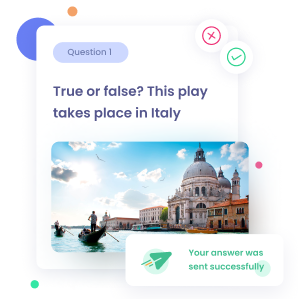 Question 1
True or false? This play
takes place in Italy
Your answer was
sent successfully